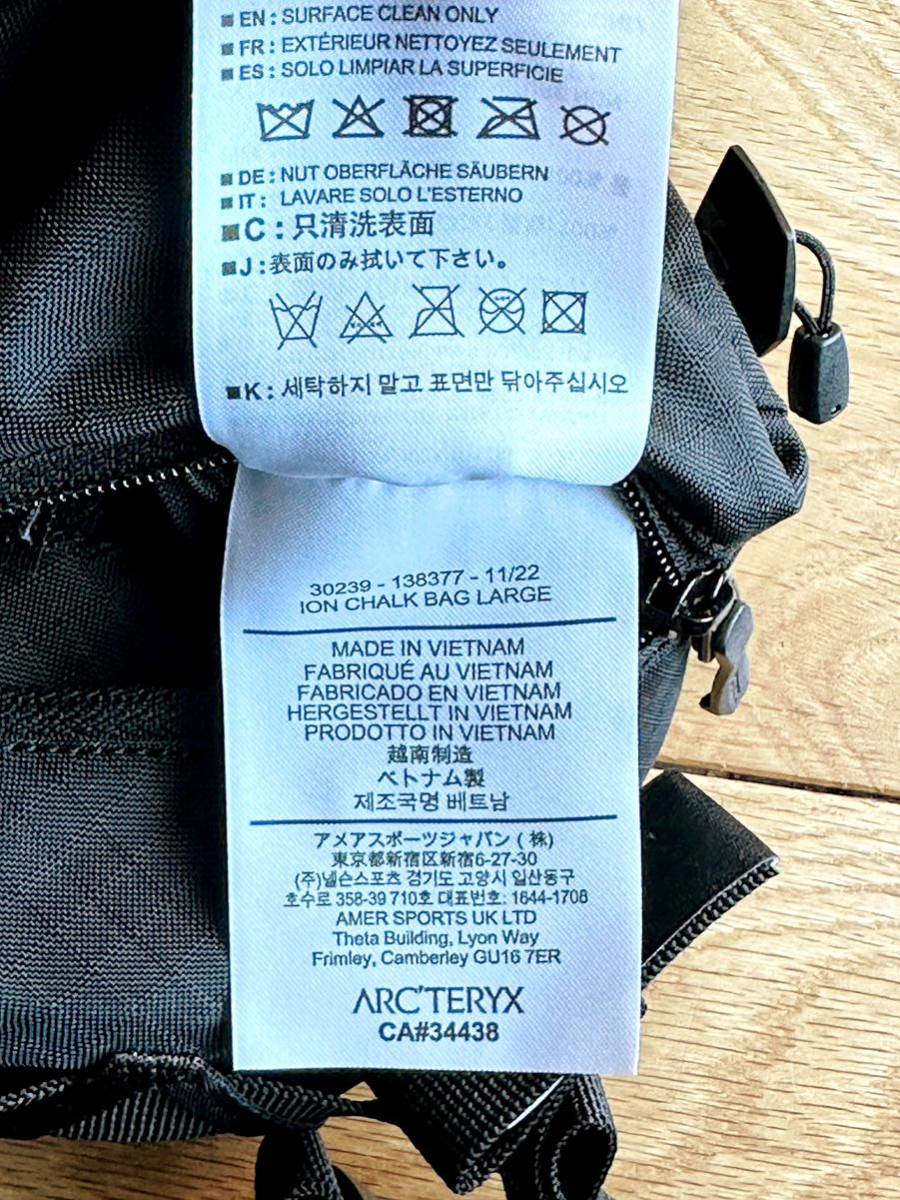 ■ EN : SURFACE CLEAN ONLY
■ FR : EXTÉRIEUR NETTOYEZ SEULEMENT
■ ES : SOLO LIMPIAR LA SUPERFICIE
■ DE : NUT OBERFLÄCHE SÄUBERN
■ IT : LAVARE SOLO L'ESTERNO
■ C : 只清洗表面
■ J : 表面のみ拭いて下さい。
■ K : 세탁하지 말고 표면만 닦아주십시오
30239 - 138377 - 11/22
ION CHALK BAG LARGE
MADE IN VIETNAM
FABRIQUÉ AU VIETNAM
FABRICADO EN VIETNAM
HERGESTELLT IN VIETNAM
PRODOTTO IN VIETNAM
越南制造
ベトナム製
제조국명 베트남
アメアスポーツジャパン ( 株)
東京都新宿区新宿6-27-30
(주)넬슨스포츠 경기도 고양시 일산동구
호수로 358-39 710호 대표번호: 1644-1708
AMER SPORTS UK LTD
Theta Building, Lyon Way
Frimley, Camberley GU16 7ER
ARC'TERYX
CA#34438